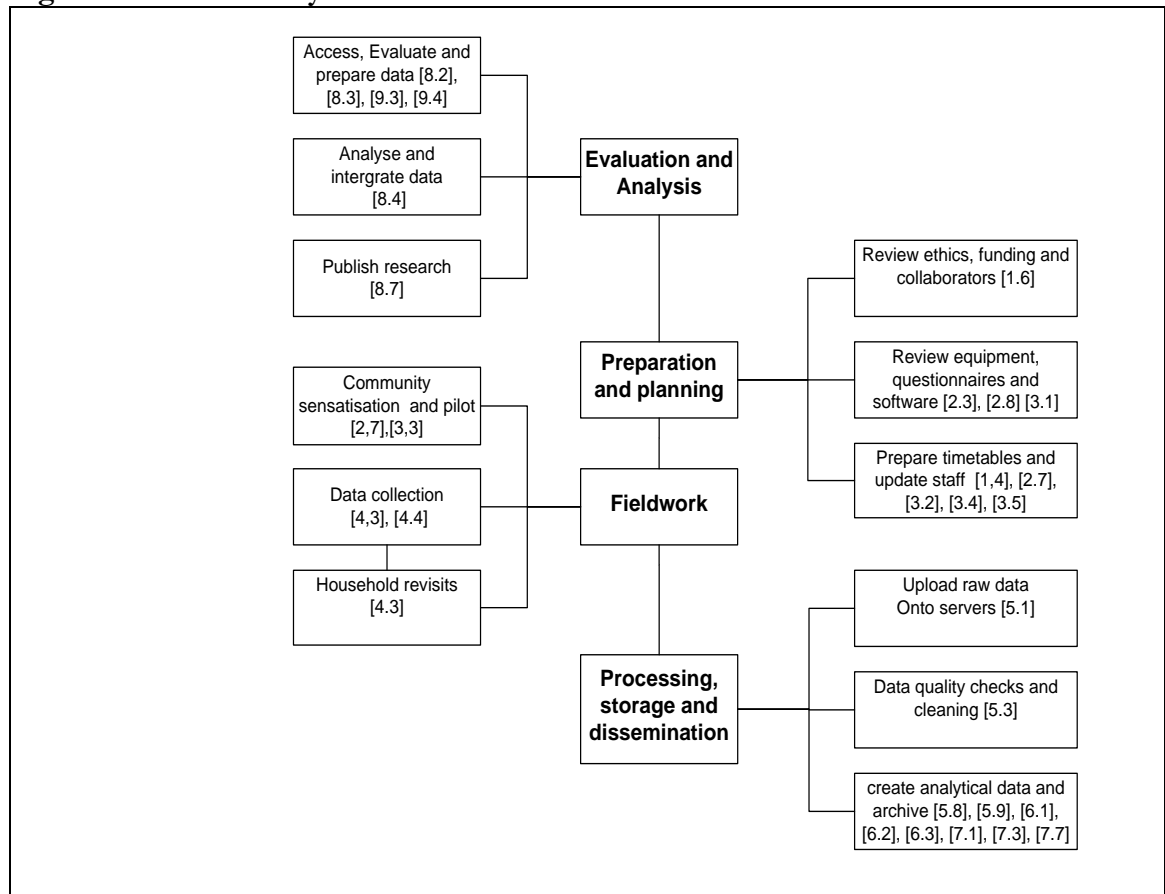 Access, Evaluate and
prepare data [8.2],
[8.3], [9.3], [9.4]
Analyse and
intergrate data
[8.4]
Publish research
[8.7]
Evaluation and
Analysis
Review ethics, funding and
collaborators [1.6]
Review equipment,
questionnaires and
software [2.3], [2.8] [3.1]
Prepare timetables and
update staff [1,4], [2.7],
[3.2], [3.4], [3.5]
Preparation
and planning
Community
sensatisation and pilot
[2,7],[3,3]
Data collection
[4,3], [4.4]
Household revisits
[4.3]
Fieldwork
Processing,
storage and
dissemination
Upload raw data
Onto servers [5.1]
Data quality checks and
cleaning [5.3]
create analytical data and
archive [5.8], [5.9], [6.1],
[6.2], [6.3], [7.1], [7.3], [7.7]